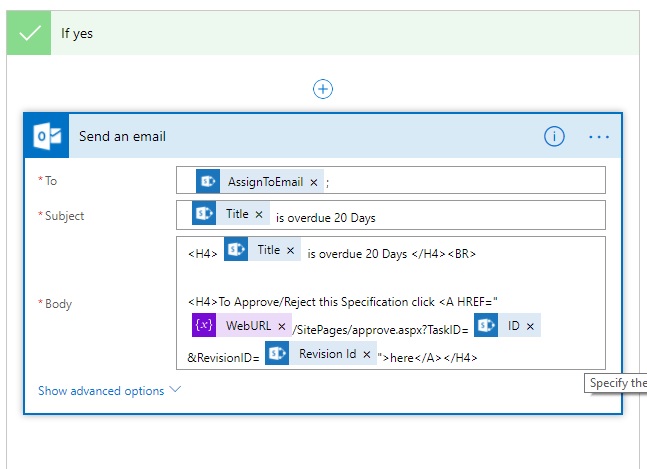 If yes
Send an email
* To AssignToEmail × ;
* Subject Title × is overdue 20 Days
<H4> Title × is overdue 20 Days </H4><BR>
* Body <H4>To Approve/Reject this Specification click <A HREF="
{x} WebURL × /SitePages/approve.aspx?TaskID= ID ×
&RevisionID= Revision Id × ">here</A></H4>
Show advanced options
Specify the